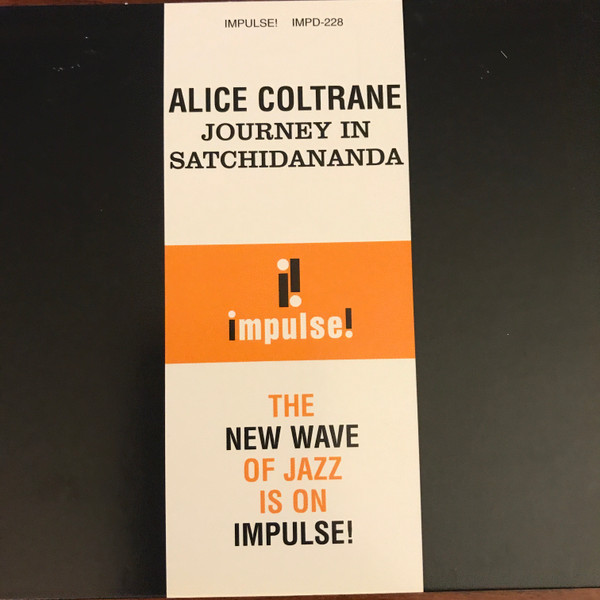 IMPULSE! IMPD-228
ALICE COLTRANE
JOURNEY IN
SATCHIDANANDA
i!
impulse!
THE
NEW WAVE
OF JAZZ
IS ON
IMPULSE!